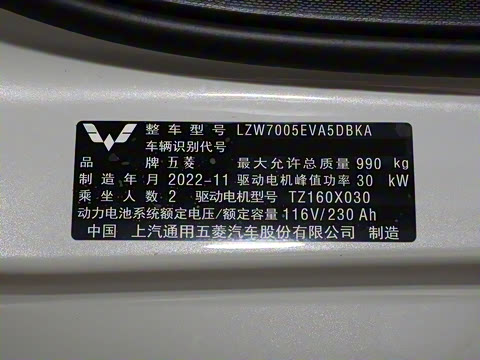 整车型号 LZW7005EVA5DBKA
车辆识别代号
品牌 五菱 最大允许总质量 990 kg
制造年月 2022-11 驱动电机峰值功率 30 kW
乘坐人数 2 驱动电机型号 TZ160X030
动力电池系统额定电压/额定容量 116V/230 Ah
中国 上汽通用五菱汽车股份有限公司 制造